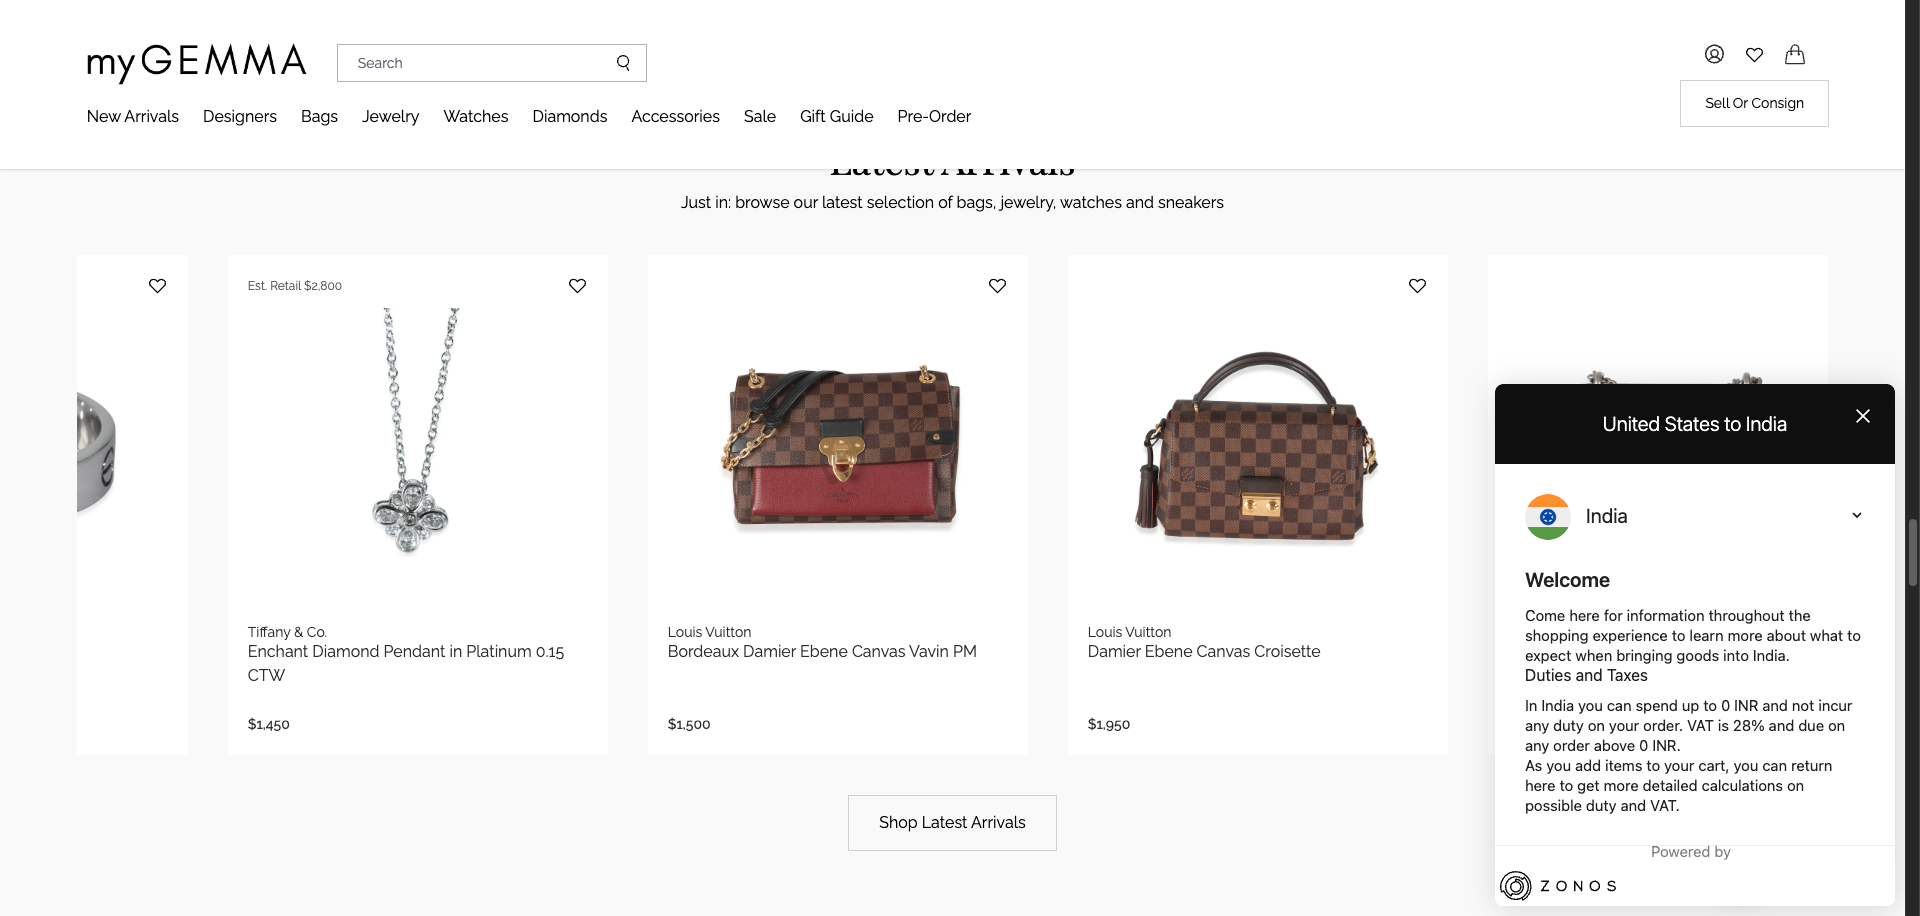 myGEMMA
Search
New Arrivals Designers Bags Jewelry Watches Diamonds Accessories Sale Gift Guide Pre-Order
Sell Or Consign
Latest Arrivals
Just in: browse our latest selection of bags, jewelry, watches and sneakers
Est. Retail $2,800
Tiffany & Co.
Enchant Diamond Pendant in Platinum 0.15
CTW
$1,450
Louis Vuitton
Bordeaux Damier Ebene Canvas Vavin PM
$1,500
Louis Vuitton
Damier Ebene Canvas Croisette
$1,950
Shop Latest Arrivals
United States to India
India
Welcome
Come here for information throughout the
shopping experience to learn more about what to
expect when bringing goods into India.
Duties and Taxes
In India you can spend up to 0 INR and not incur
any duty on your order. VAT is 28% and due on
any order above 0 INR.
As you add items to your cart, you can return
here to get more detailed calculations on
possible duty and VAT.
Powered by
ZONOS